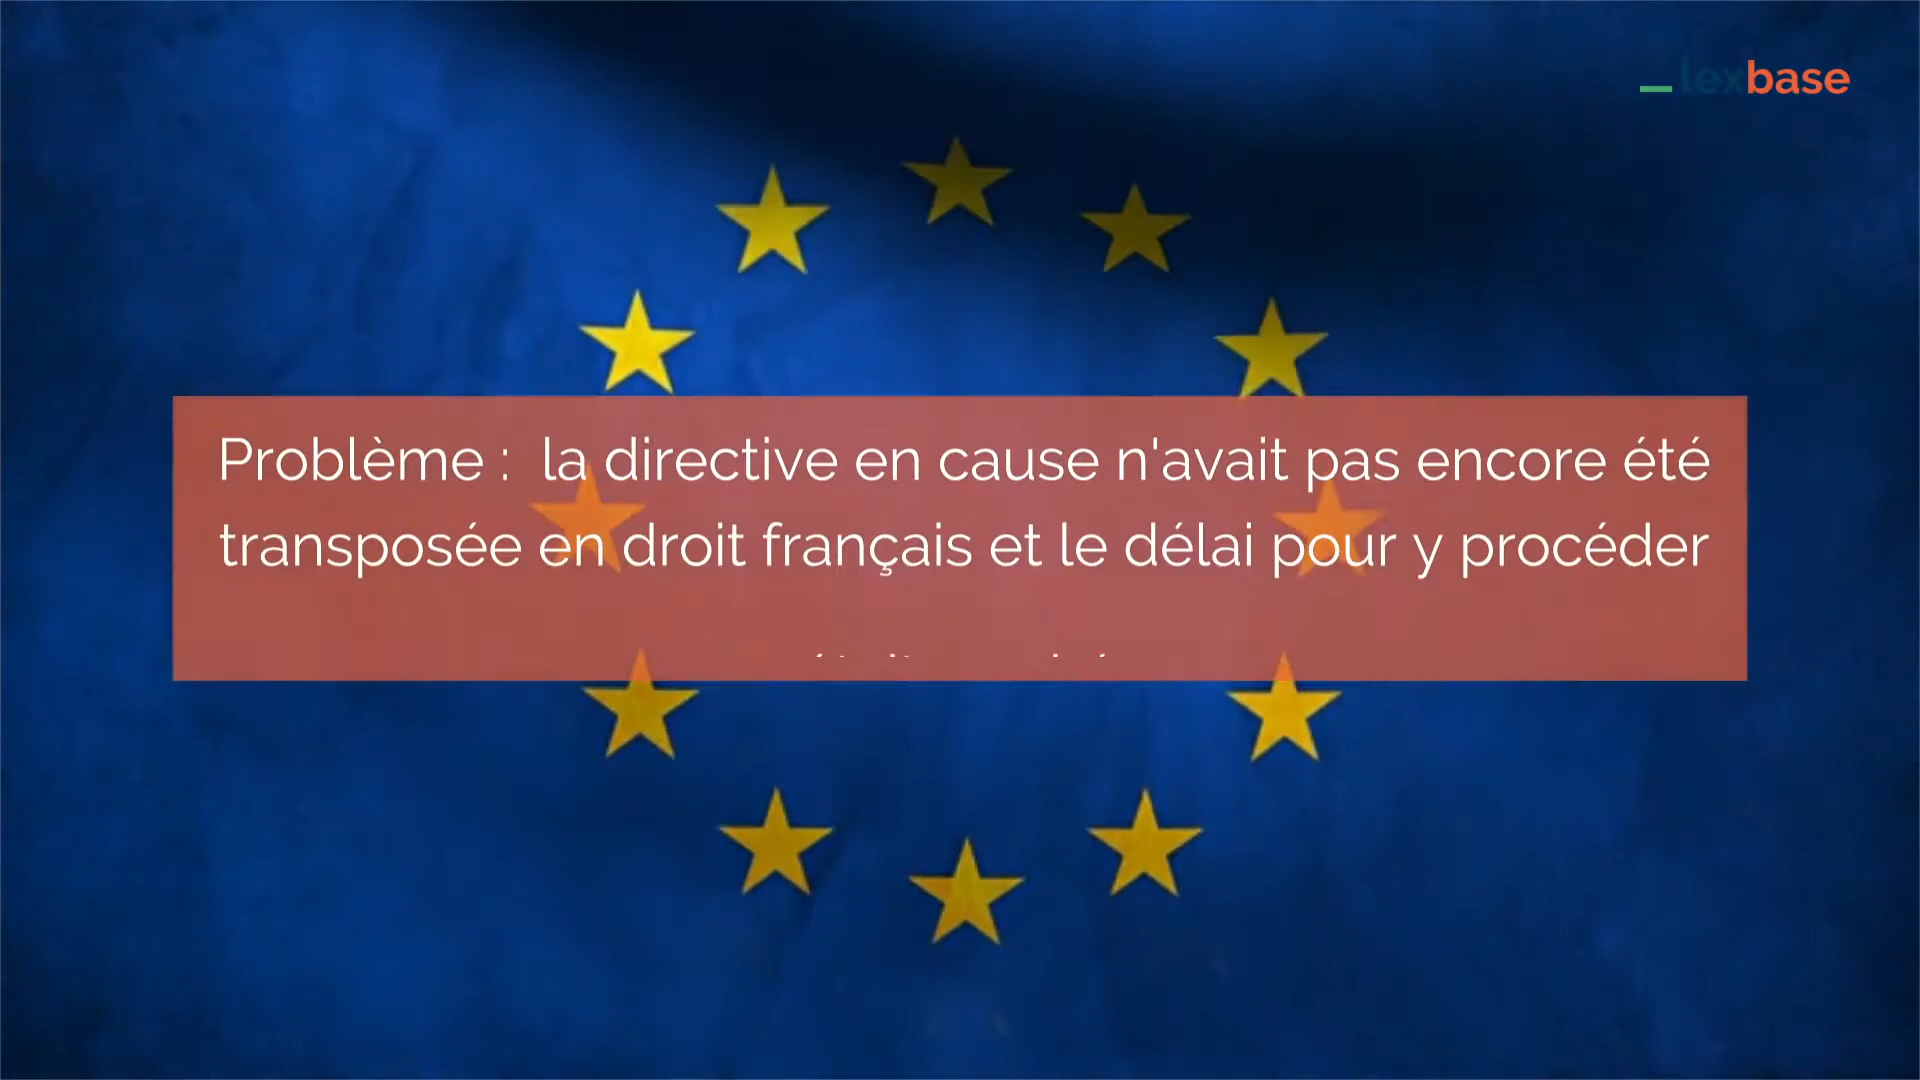 lexbase
Problème :  la directive en cause n'avait pas encore été
transposée en droit français et le délai pour y procéder